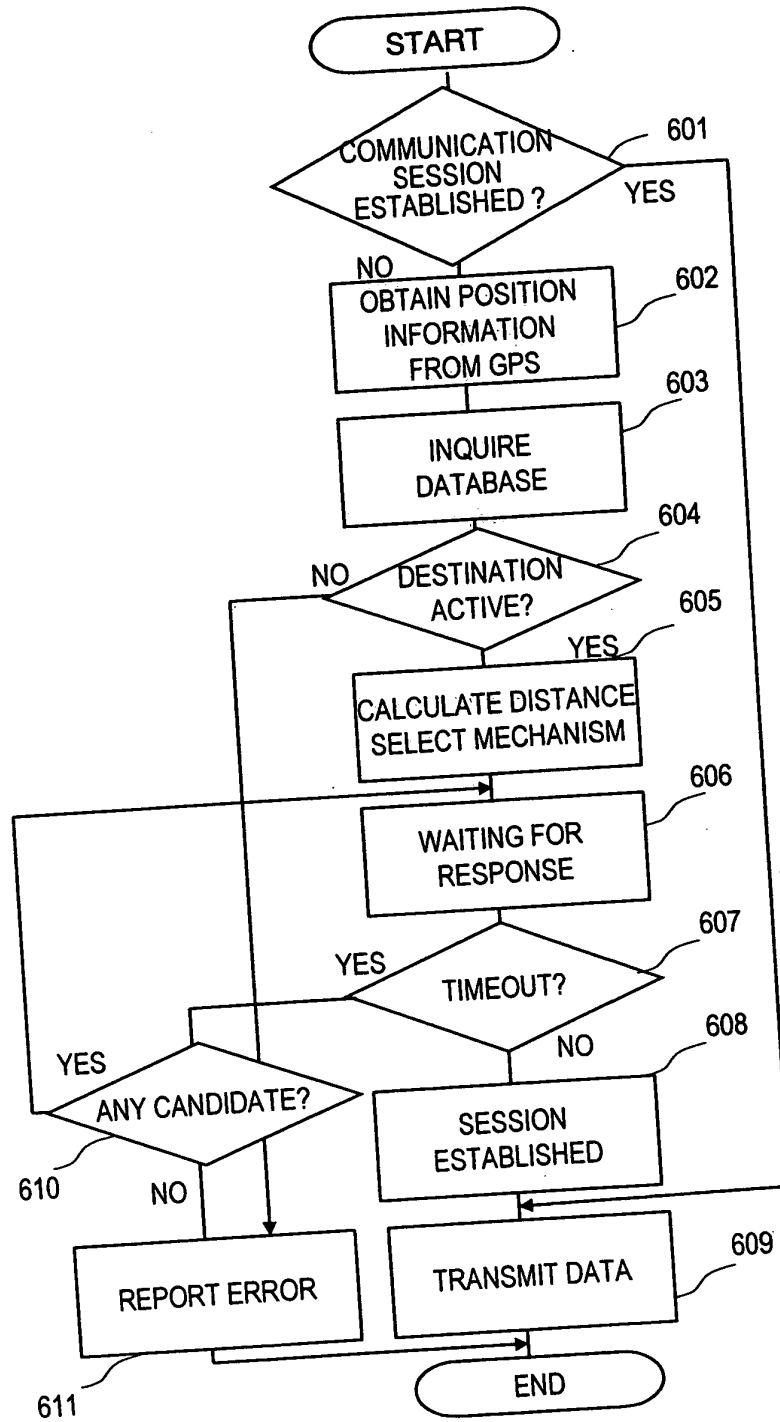 START
COMMUNICATION
SESSION
ESTABLISHED ?
601
YES
NO
OBTAIN POSITION
INFORMATION
FROM GPS
602
INQUIRE
DATABASE
603
604
NO
DESTINATION
ACTIVE?
605
YES
CALCULATE DISTANCE
SELECT MECHANISM
606
WAITING FOR
RESPONSE
607
YES
TIMEOUT?
NO
608
YES
ANY CANDIDATE?
610
NO
SESSION
ESTABLISHED
REPORT ERROR
611
TRANSMIT DATA
609
END